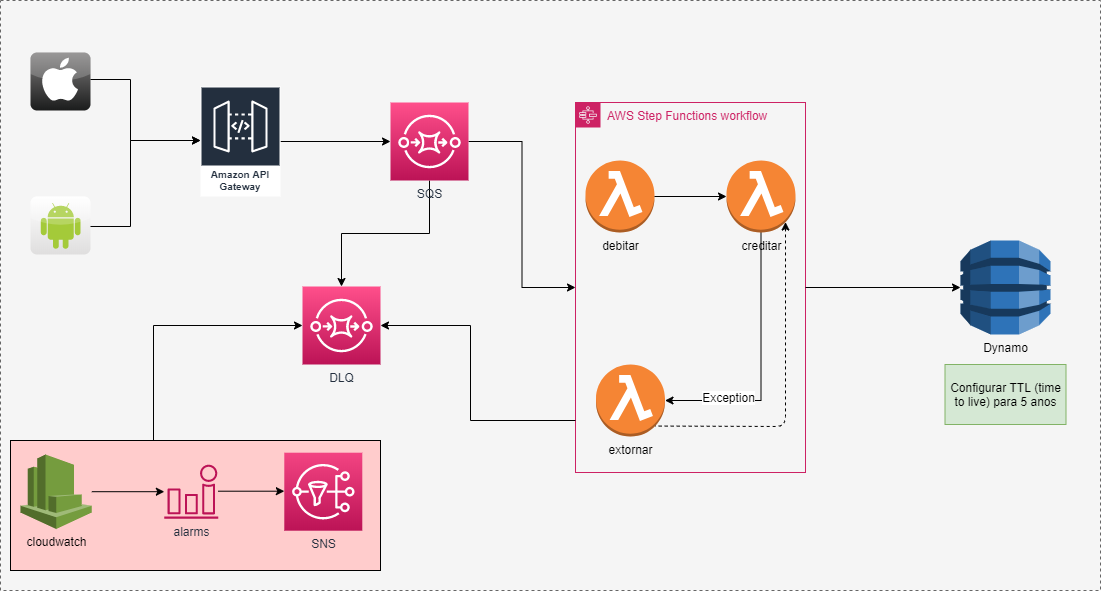 AWS Step Functions workflow
Amazon API
Gateway
SQS
debitar
creditar
Dynamo
DLQ
Configurar TTL (time
to live) para 5 anos
Exception
extornar
cloudwatch
alarms
SNS